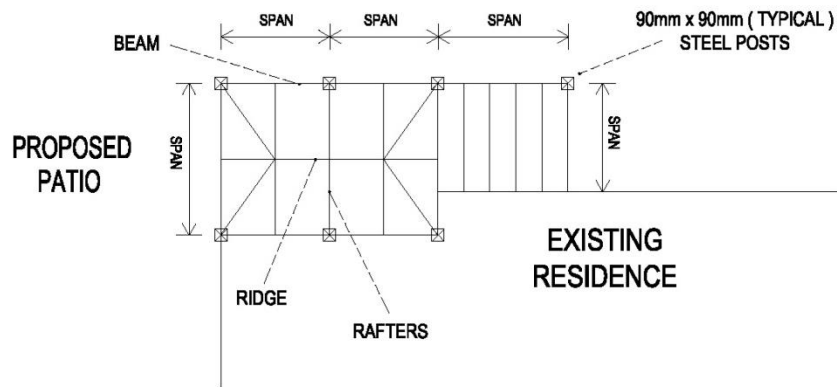 SPAN
SPAN
SPAN
90mm x 90mm ( TYPICAL )
STEEL POSTS
BEAM
PROPOSED
PATIO
SPAN
SPAN
EXISTING
RESIDENCE
RIDGE
RAFTERS